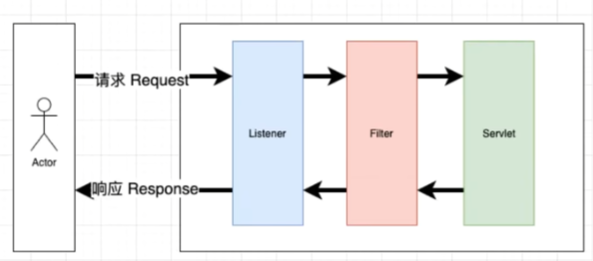 请求 Request
Listener
Filter
Servlet
Actor
响应 Response